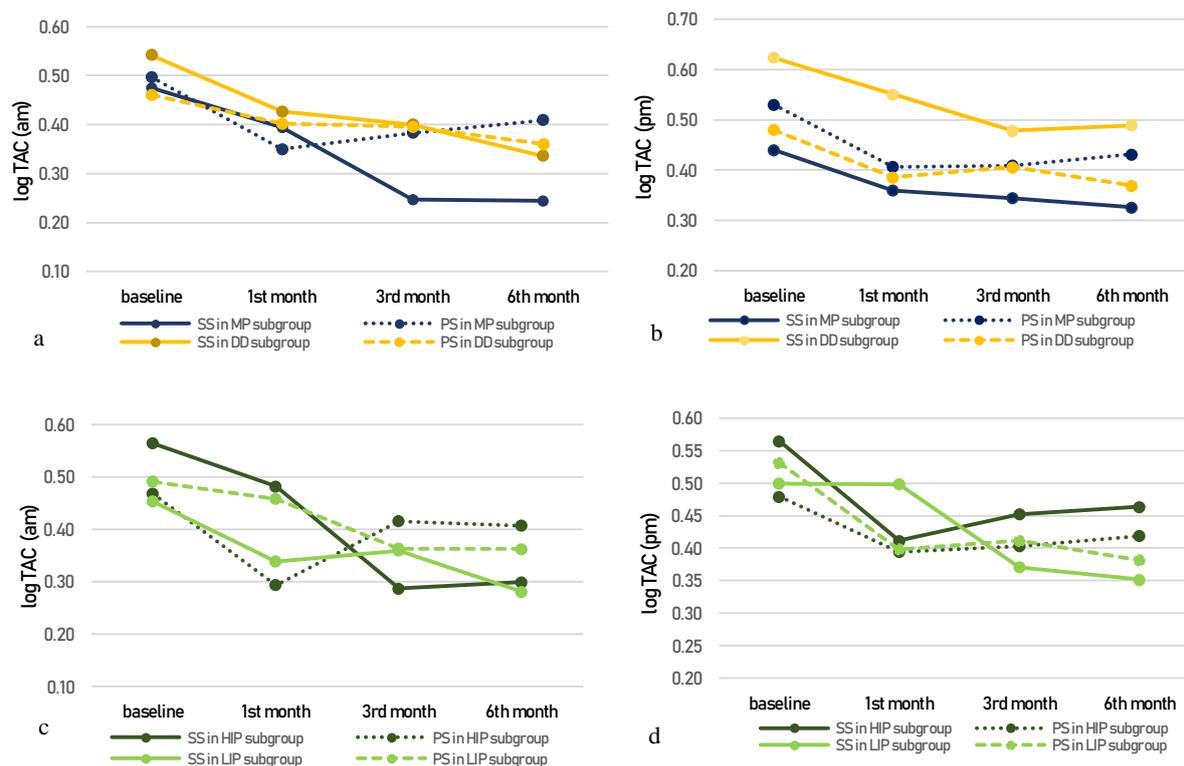 0.60
0.50
0.40
0.30
0.20
0.10
log TAC (am)
baseline 1st month 3rd month 6th month
SS in MP subgroup PS in MP subgroup
SS in DD subgroup PS in DD subgroup
a
0.70
0.60
0.50
0.40
0.30
0.20
log TAC (pm)
baseline 1st month 3rd month 6th month
SS in MP subgroup PS in MP subgroup
SS in DD subgroup PS in DD subgroup
b
0.60
0.50
0.40
0.30
0.20
0.10
log TAC (am)
baseline 1st month 3rd month 6th month
SS in HIP subgroup PS in HIP subgroup
SS in LIP subgroup PS in LIP subgroup
c
0.60
0.55
0.50
0.45
0.40
0.35
0.30
0.25
0.20
log TAC (pm)
baseline 1st month 3rd month 6th month
SS in HIP subgroup PS in HIP subgroup
SS in LIP subgroup PS in LIP subgroup
d